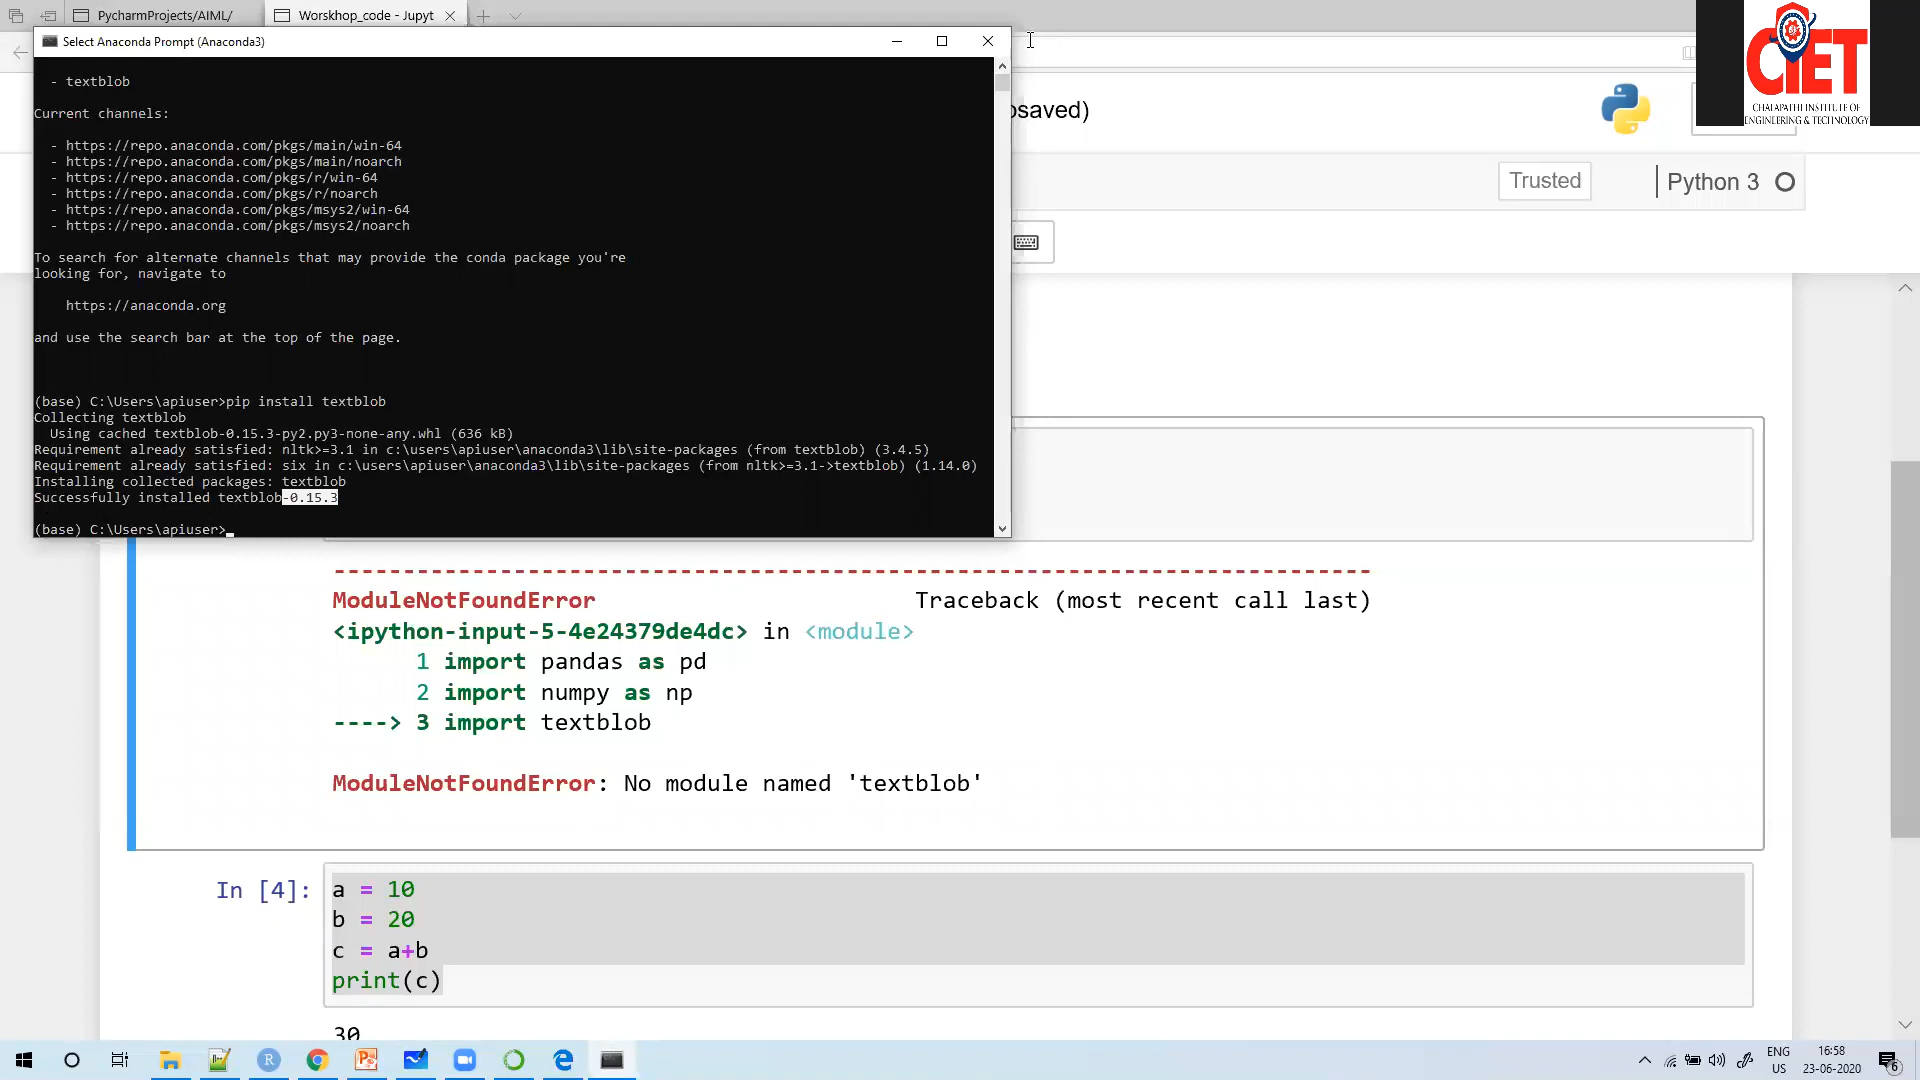 PycharmProjects/AIML/
Worskhop_code - Jupyt
Select Anaconda Prompt (Anaconda3)
- textblob
Current channels:
- https://repo.anaconda.com/pkgs/main/win-64
- https://repo.anaconda.com/pkgs/main/noarch
- https://repo.anaconda.com/pkgs/r/win-64
- https://repo.anaconda.com/pkgs/r/noarch
- https://repo.anaconda.com/pkgs/msys2/win-64
- https://repo.anaconda.com/pkgs/msys2/noarch
To search for alternate channels that may provide the conda package you're
looking for, navigate to
https://anaconda.org
and use the search bar at the top of the page.
(base) C:\Users\apiuser>pip install textblob
Collecting textblob
Using cached textblob-0.15.3-py2.py3-none-any.whl (636 kB)
Requirement already satisfied: nltk>=3.1 in c:\users\apiuser\anaconda3\lib\site-packages (from textblob) (3.4.5)
Requirement already satisfied: six in c:\users\apiuser\anaconda3\lib\site-packages (from nltk>=3.1->textblob) (1.14.0)
Installing collected packages: textblob
Successfully installed textblob-0.15.3
(base) C:\Users\apiuser>
osaved)
CIET
CHALAPATHI INSTITUTE OF
ENGINEERING & TECHNOLOGY
Trusted
Python 3
---------------------------------------------------------------------------
ModuleNotFoundError Traceback (most recent call last)
<ipython-input-5-4e24379de4dc> in <module>
1 import pandas as pd
2 import numpy as np
----> 3 import textblob
ModuleNotFoundError: No module named 'textblob'
In [4]:
a = 10
b = 20
c = a+b
print(c)
30
ENG
US
16:58
23-06-2020
6